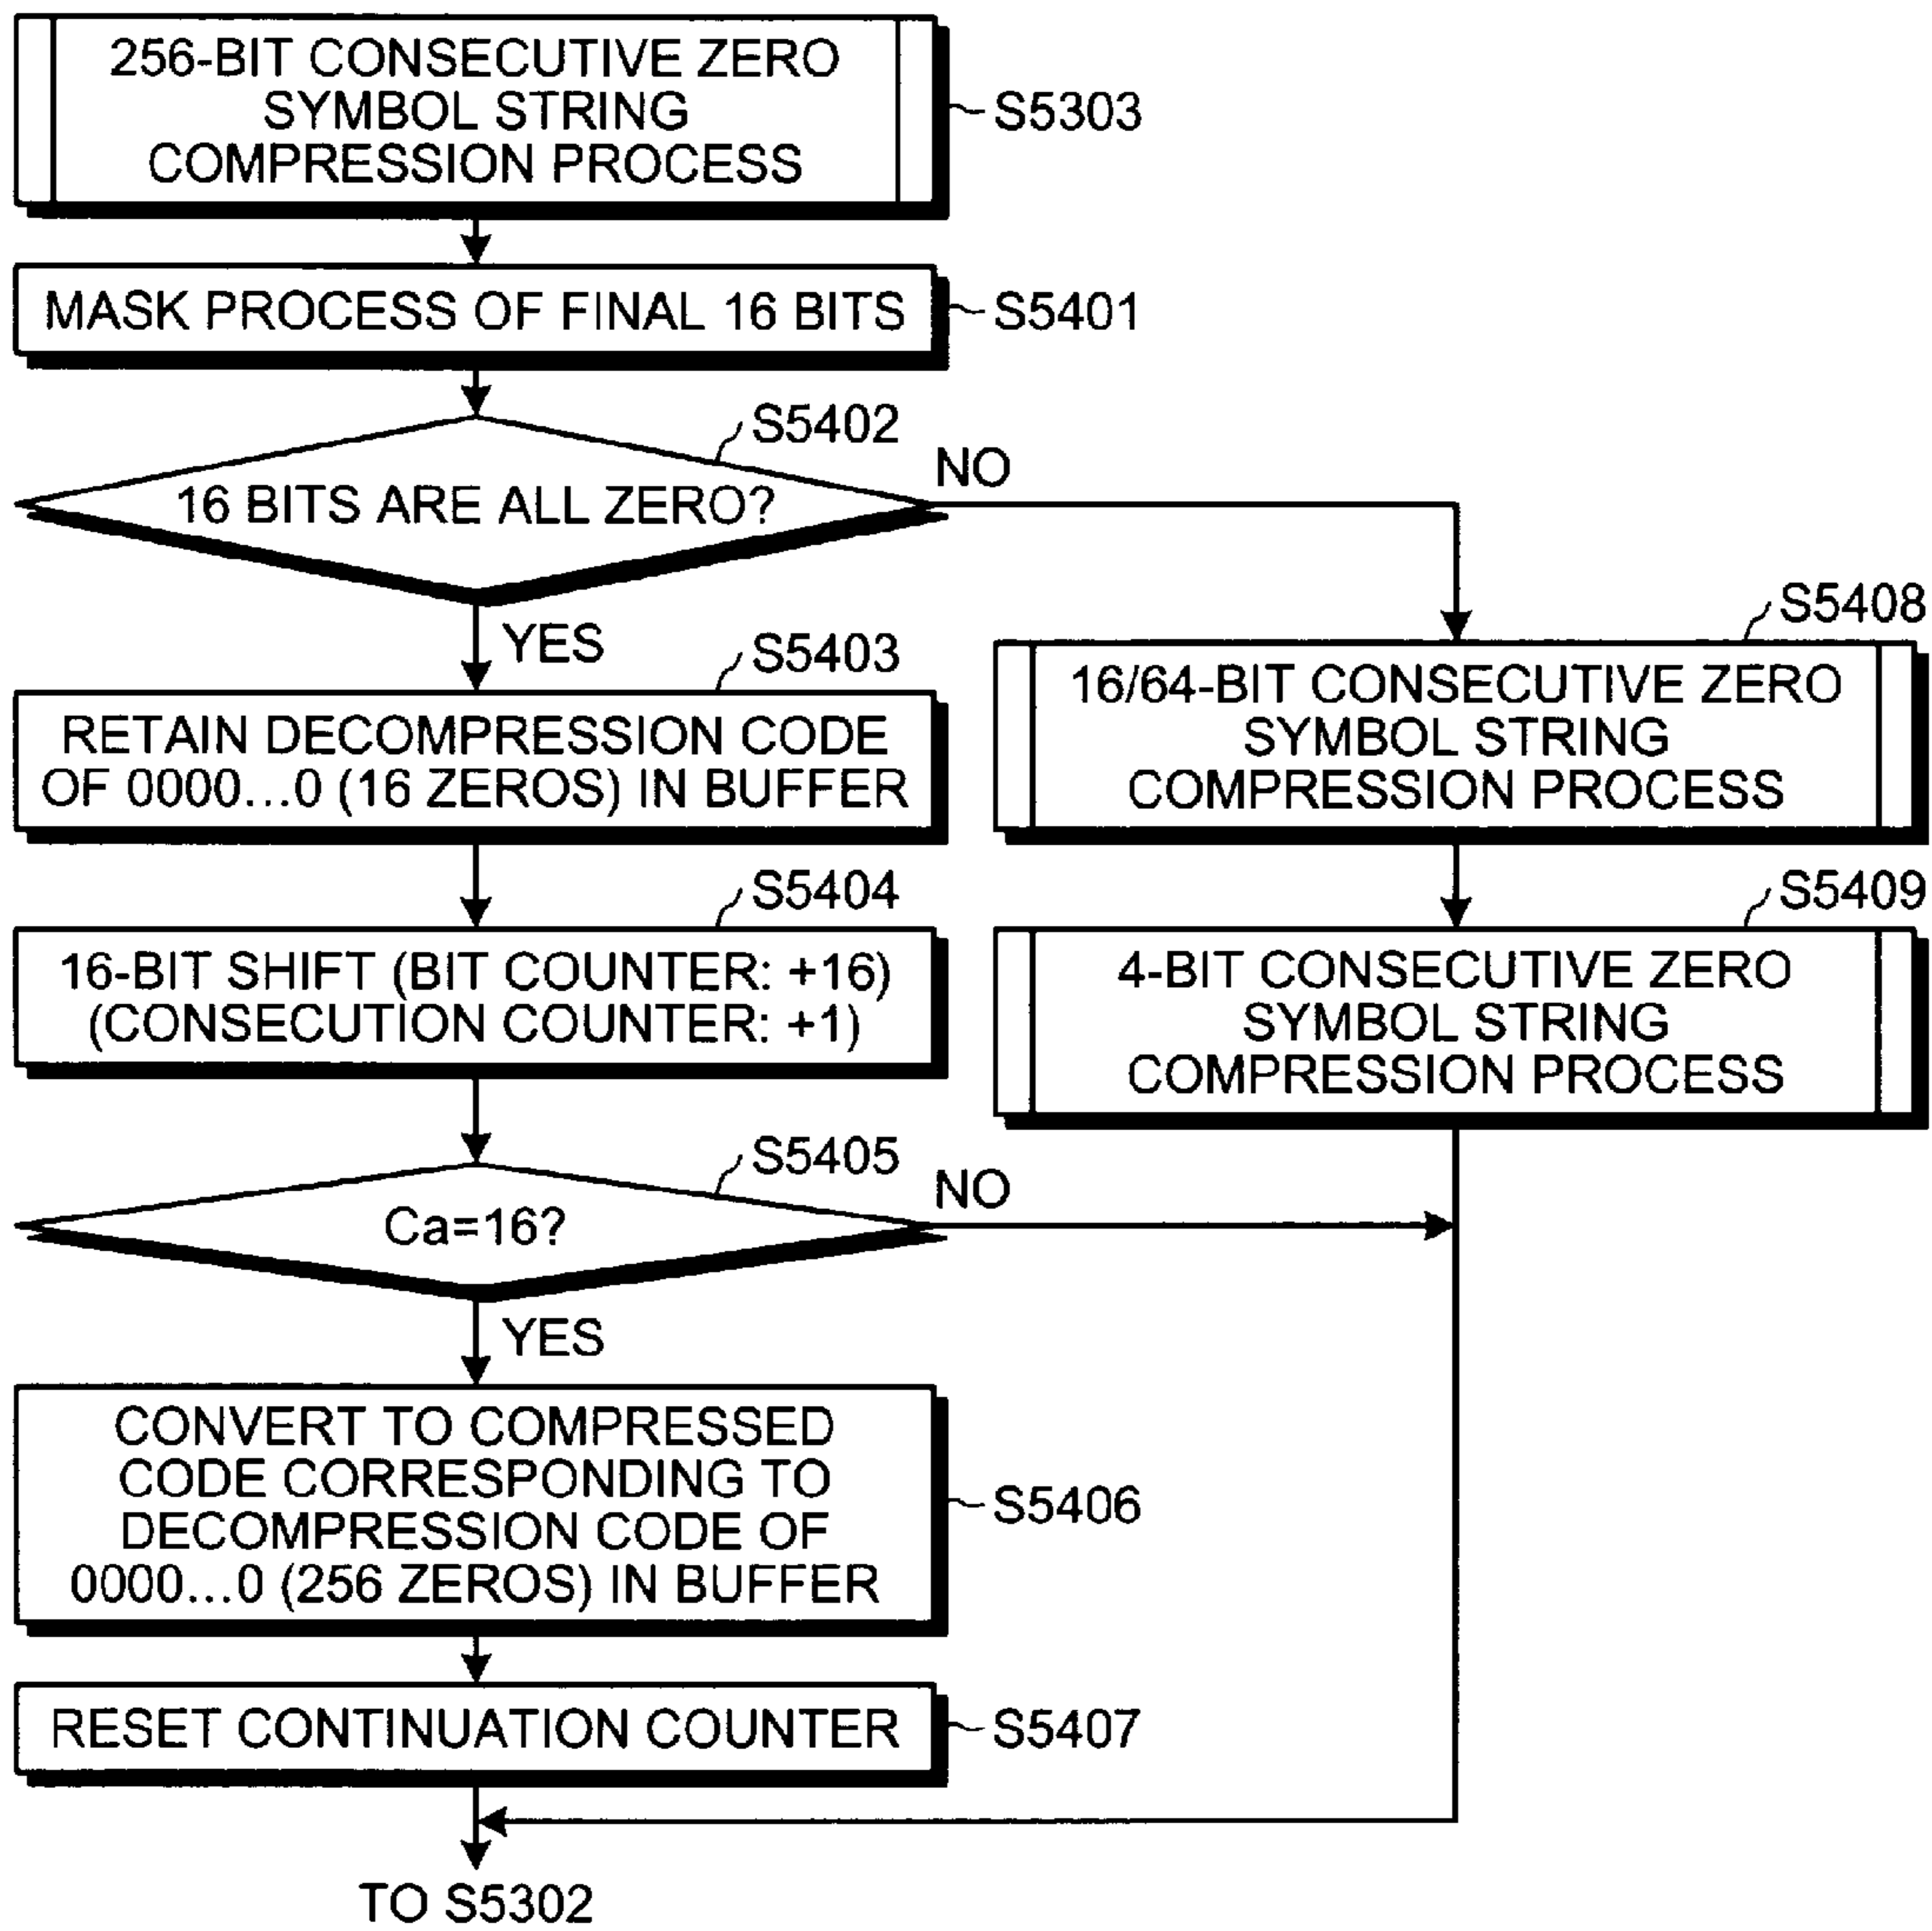 256-BIT CONSECUTIVE ZERO
SYMBOL STRING
COMPRESSION PROCESS
S5303
MASK PROCESS OF FINAL 16 BITS
S5401
S5402
16 BITS ARE ALL ZERO?
NO
YES
S5403
RETAIN DECOMPRESSION CODE
OF 0000...0 (16 ZEROS) IN BUFFER
S5408
16/64-BIT CONSECUTIVE ZERO
SYMBOL STRING
COMPRESSION PROCESS
S5404
16-BIT SHIFT (BIT COUNTER: +16)
(CONSECUTION COUNTER: +1)
S5409
4-BIT CONSECUTIVE ZERO
SYMBOL STRING
COMPRESSION PROCESS
S5405
Ca=16?
NO
YES
CONVERT TO COMPRESSED
CODE CORRESPONDING TO
DECOMPRESSION CODE OF
0000...0 (256 ZEROS) IN BUFFER
S5406
RESET CONTINUATION COUNTER
S5407
TO S5302